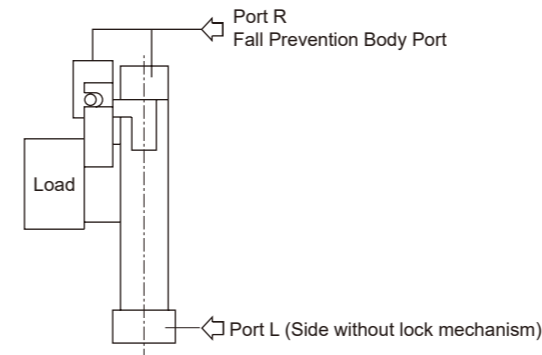 Port R
Fall Prevention Body Port
Load
Port L (Side without lock mechanism)